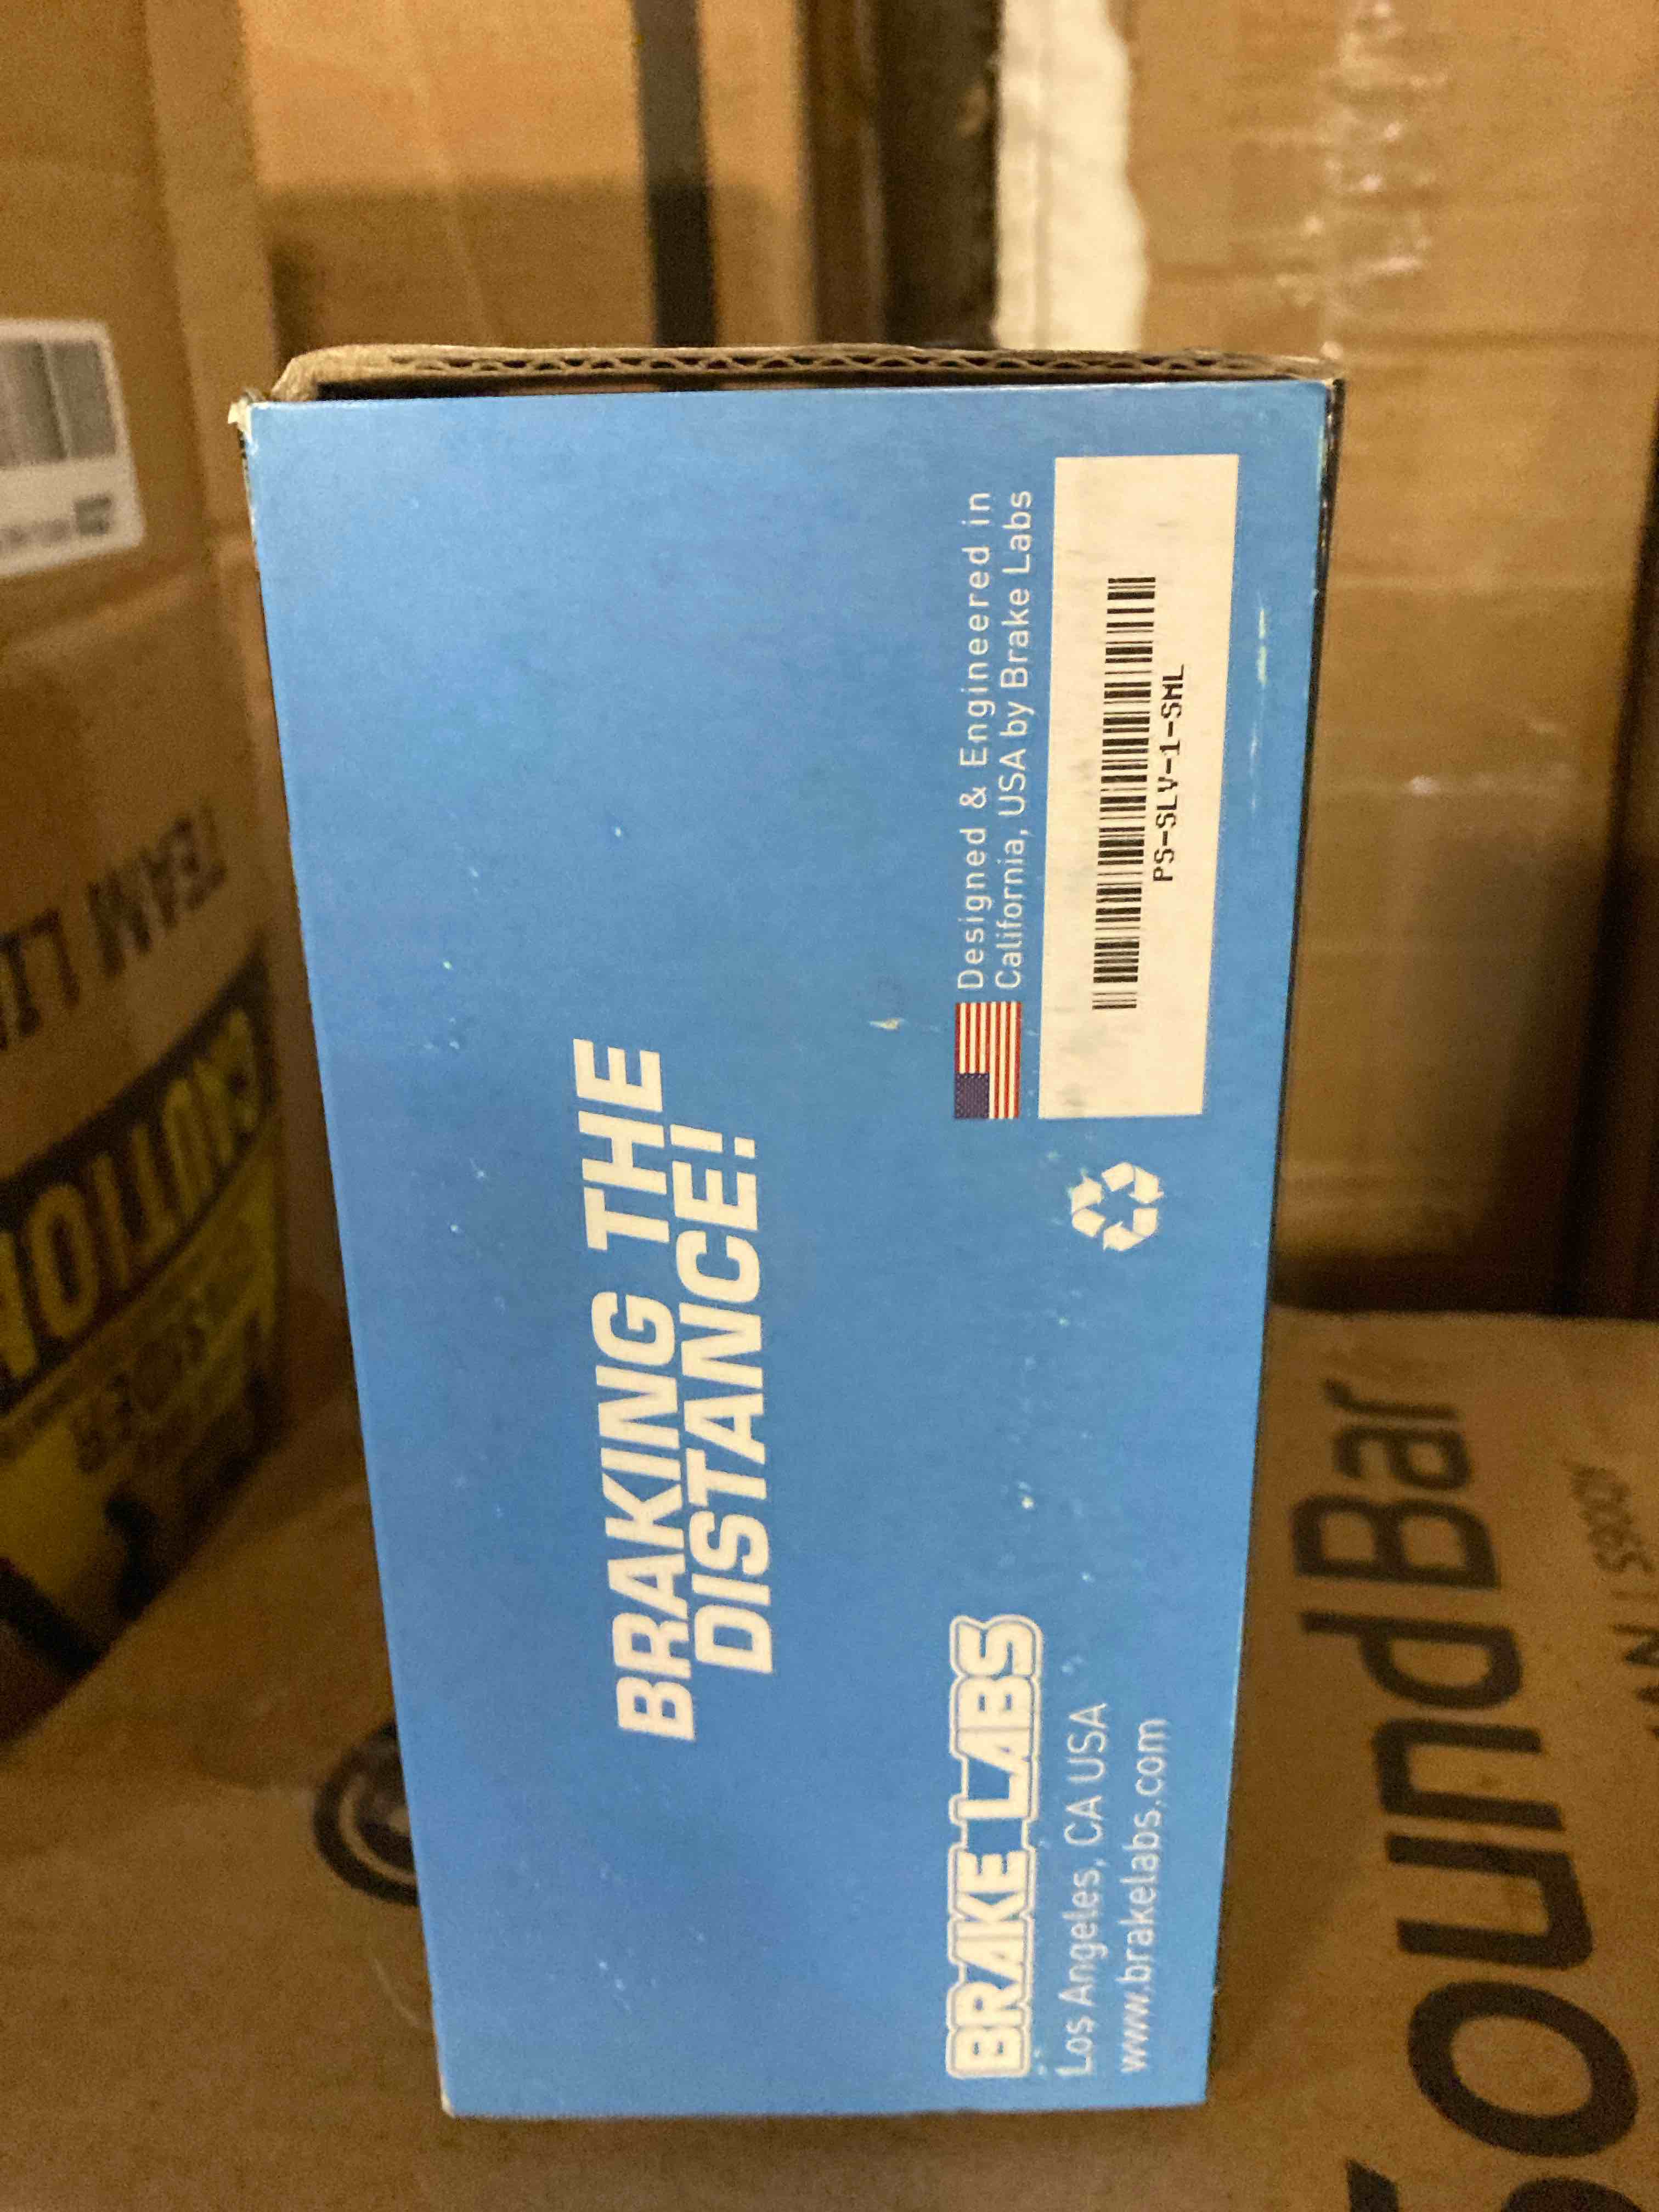 BRAKING THE
DISTANCE!
BRAKE LABS
Los Angeles, CA USA
www.brakelabs.com
Designed & Engineered in
California, USA by Brake Labs
PS-SLV-1-SML
SoundBar
TEAM
CAUTION